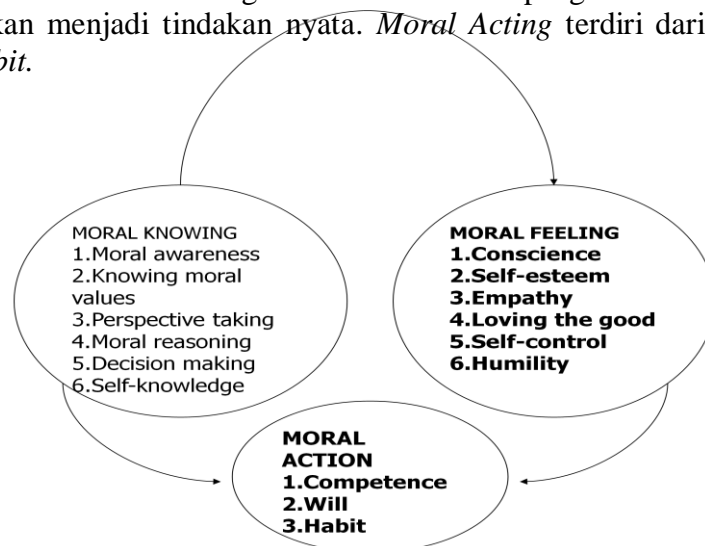 kan menjadi tindakan nyata. Moral Acting terdiri dari
bit.
MORAL KNOWING
1.Moral awareness
2.Knowing moral
values
3.Perspective taking
4.Moral reasoning
5.Decision making
6.Self-knowledge
MORAL FEELING
1.Conscience
2.Self-esteem
3.Empathy
4.Loving the good
5.Self-control
6.Humility
MORAL
ACTION
1.Competence
2.Will
3.Habit